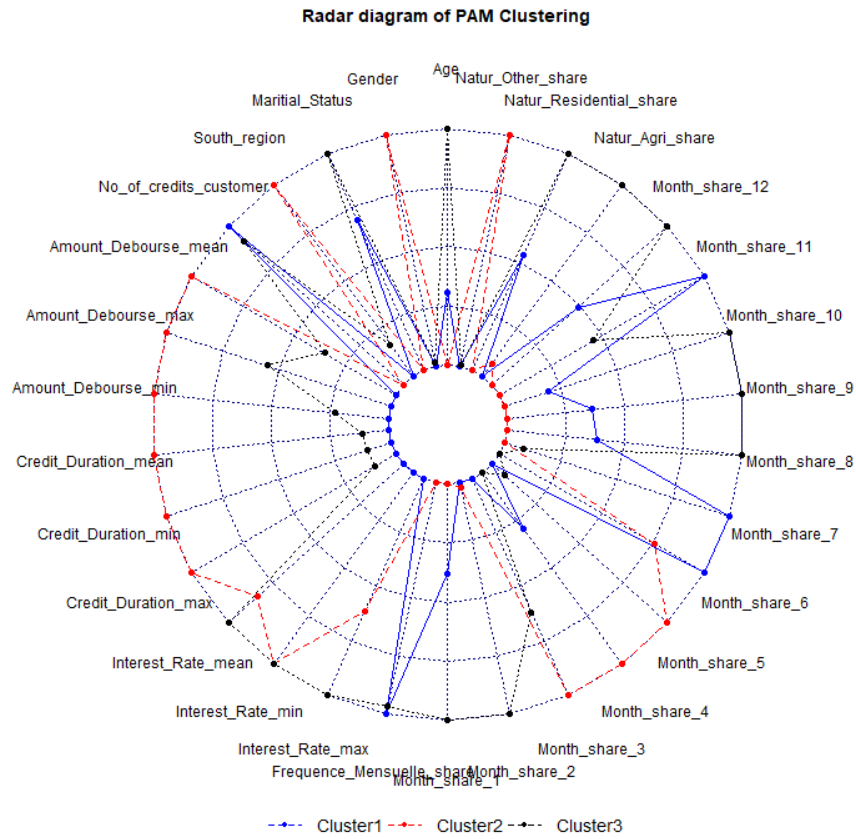 Radar diagram of PAM Clustering
Age
Natur_Other_share
Gender
Natur_Residential_share
Maritial_Status
South_region
Natur_Agri_share
No_of_credits_customer
Month_share_12
Amount_Debourse_mean
Month_share_11
Amount_Debourse_max
Month_share_10
Amount_Debourse_min
Month_share_9
Credit_Duration_mean
Month_share_8
Credit_Duration_min
Month_share_7
Credit_Duration_max
Month_share_6
Interest_Rate_mean
Month_share_5
Interest_Rate_min
Month_share_4
Interest_Rate_max
Month_share_3
Frequence_Mensuelle_share
Month_share_2
Month_share_1
Cluster1 Cluster2 Cluster3